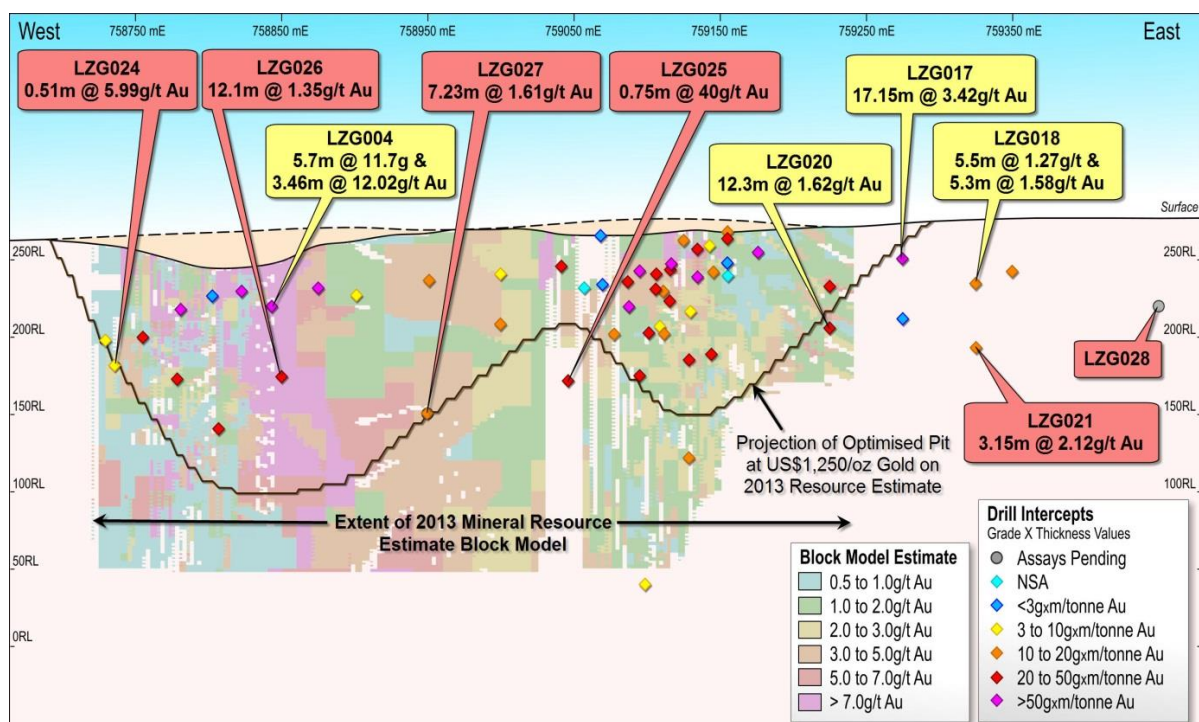 West
East
758750 mE
758850 mE
758950 mE
759050 mE
759150 mE
759250 mE
759350 mE
LZG024
0.51m @ 5.99g/t Au
LZG026
12.1m @ 1.35g/t Au
LZG027
7.23m @ 1.61g/t Au
LZG025
0.75m @ 40g/t Au
LZG017
17.15m @ 3.42g/t Au
LZG004
5.7m @ 11.7g &
3.46m @ 12.02g/t Au
LZG020
12.3m @ 1.62g/t Au
LZG018
5.5m @ 1.27g/t &
5.3m @ 1.58g/t Au
Surface
250RL
250RL
200RL
200RL
LZG028
150RL
150RL
LZG021
3.15m @ 2.12g/t Au
Projection of Optimised Pit
at US$1,250/oz Gold on
2013 Resource Estimate
100RL
100RL
Extent of 2013 Mineral Resource
Estimate Block Model
50RL
0RL
Block Model Estimate
0.5 to 1.0g/t Au
1.0 to 2.0g/t Au
2.0 to 3.0g/t Au
3.0 to 5.0g/t Au
5.0 to 7.0g/t Au
> 7.0g/t Au
Drill Intercepts
Grade X Thickness Values
Assays Pending
NSA
<3gxm/tonne Au
3 to 10gxm/tonne Au
10 to 20gxm/tonne Au
20 to 50gxm/tonne Au
>50gxm/tonne Au